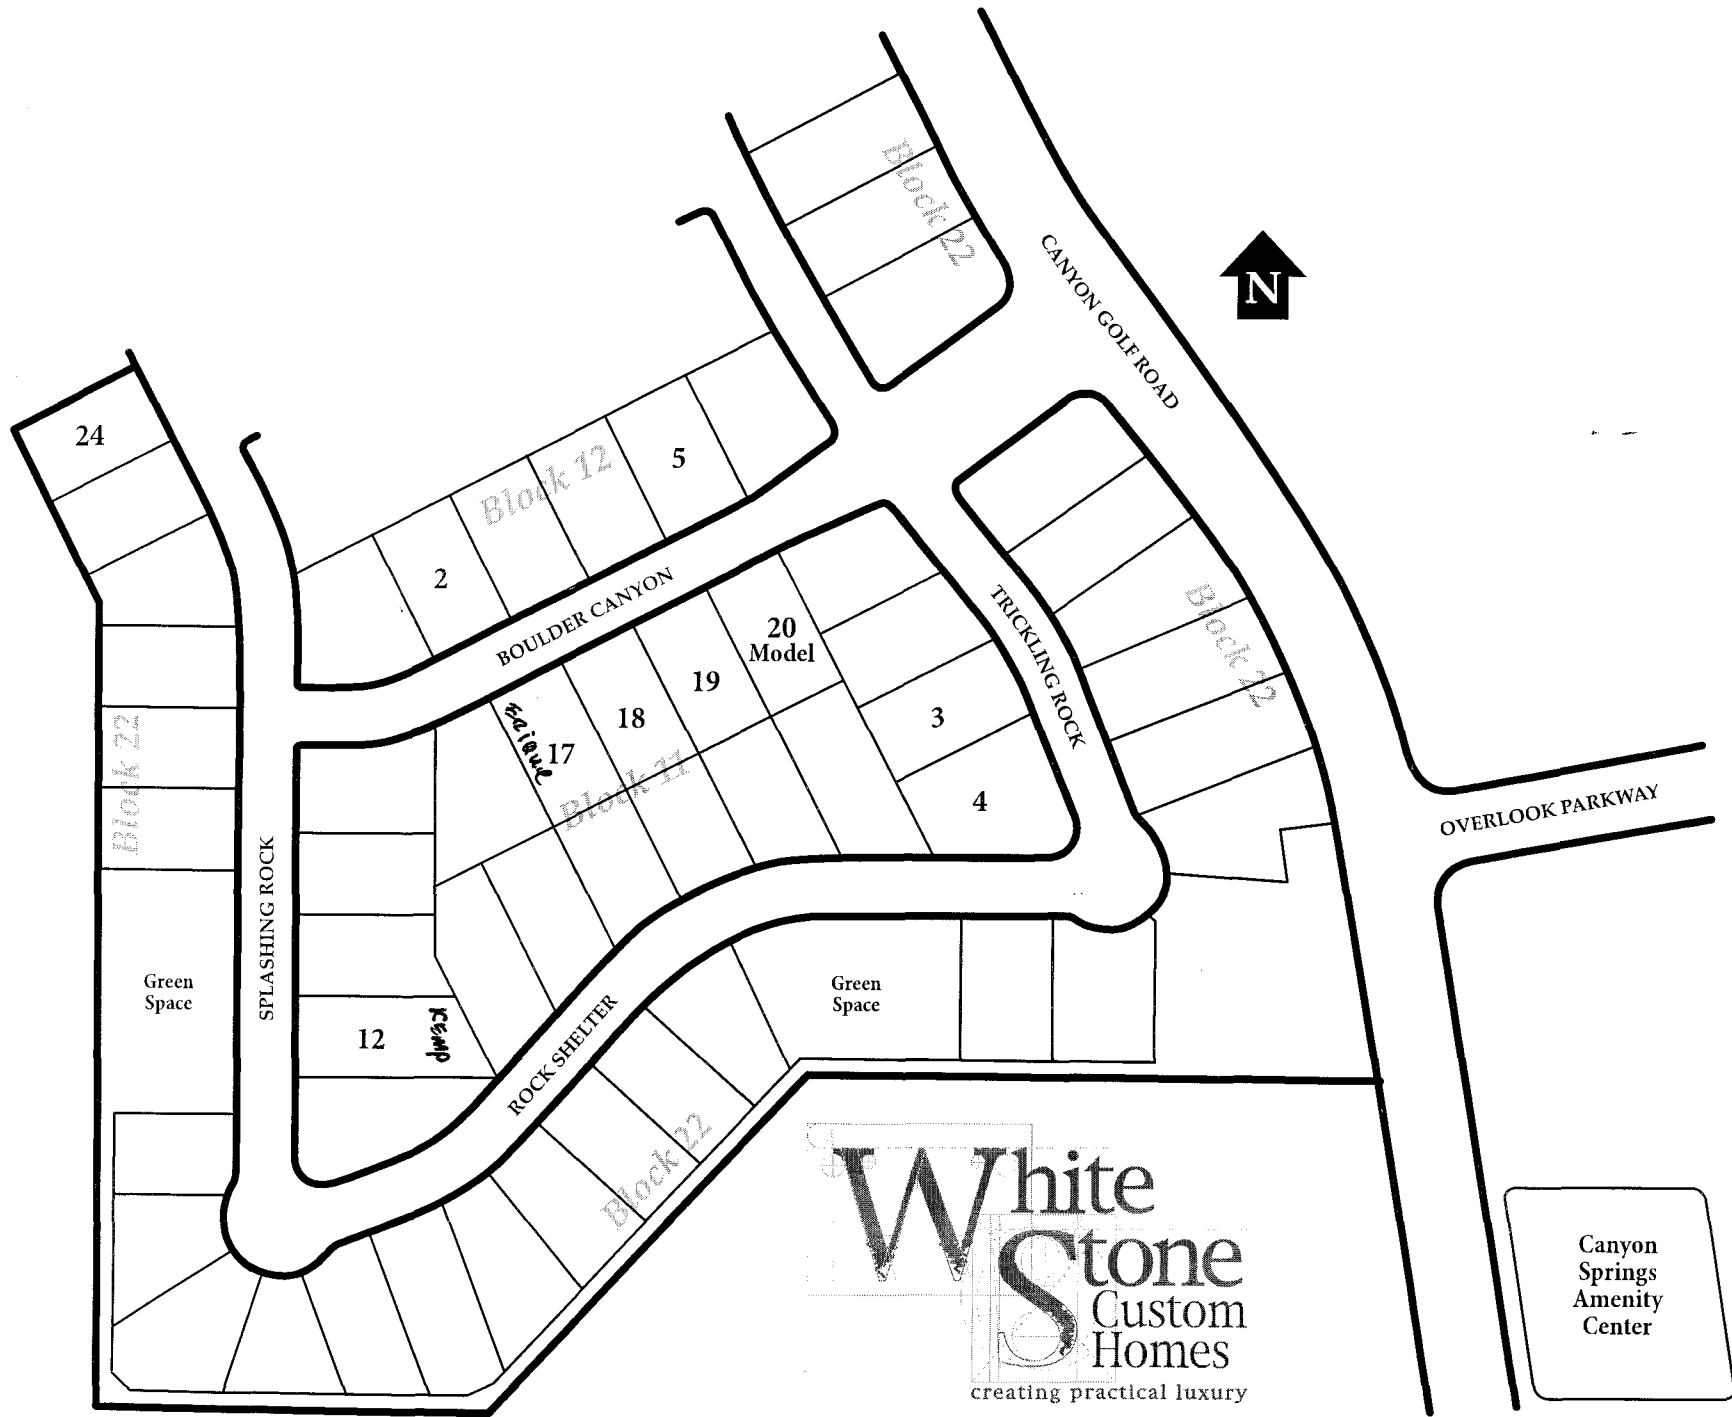 Block 22
CANYON GOLF ROAD
N
24
5
Block 12
2
BOULDER CANYON
20
Model
19
18
17
Block 11
TRICKLING ROCK
3
4
Block 22
OVERLOOK PARKWAY
Block 22
SPLASHING ROCK
Green
Space
12
KEMP
ROCK SHELTER
Green
Space
Block 22
White
Stone
Custom
Homes
creating practical luxury
Canyon
Springs
Amenity
Center